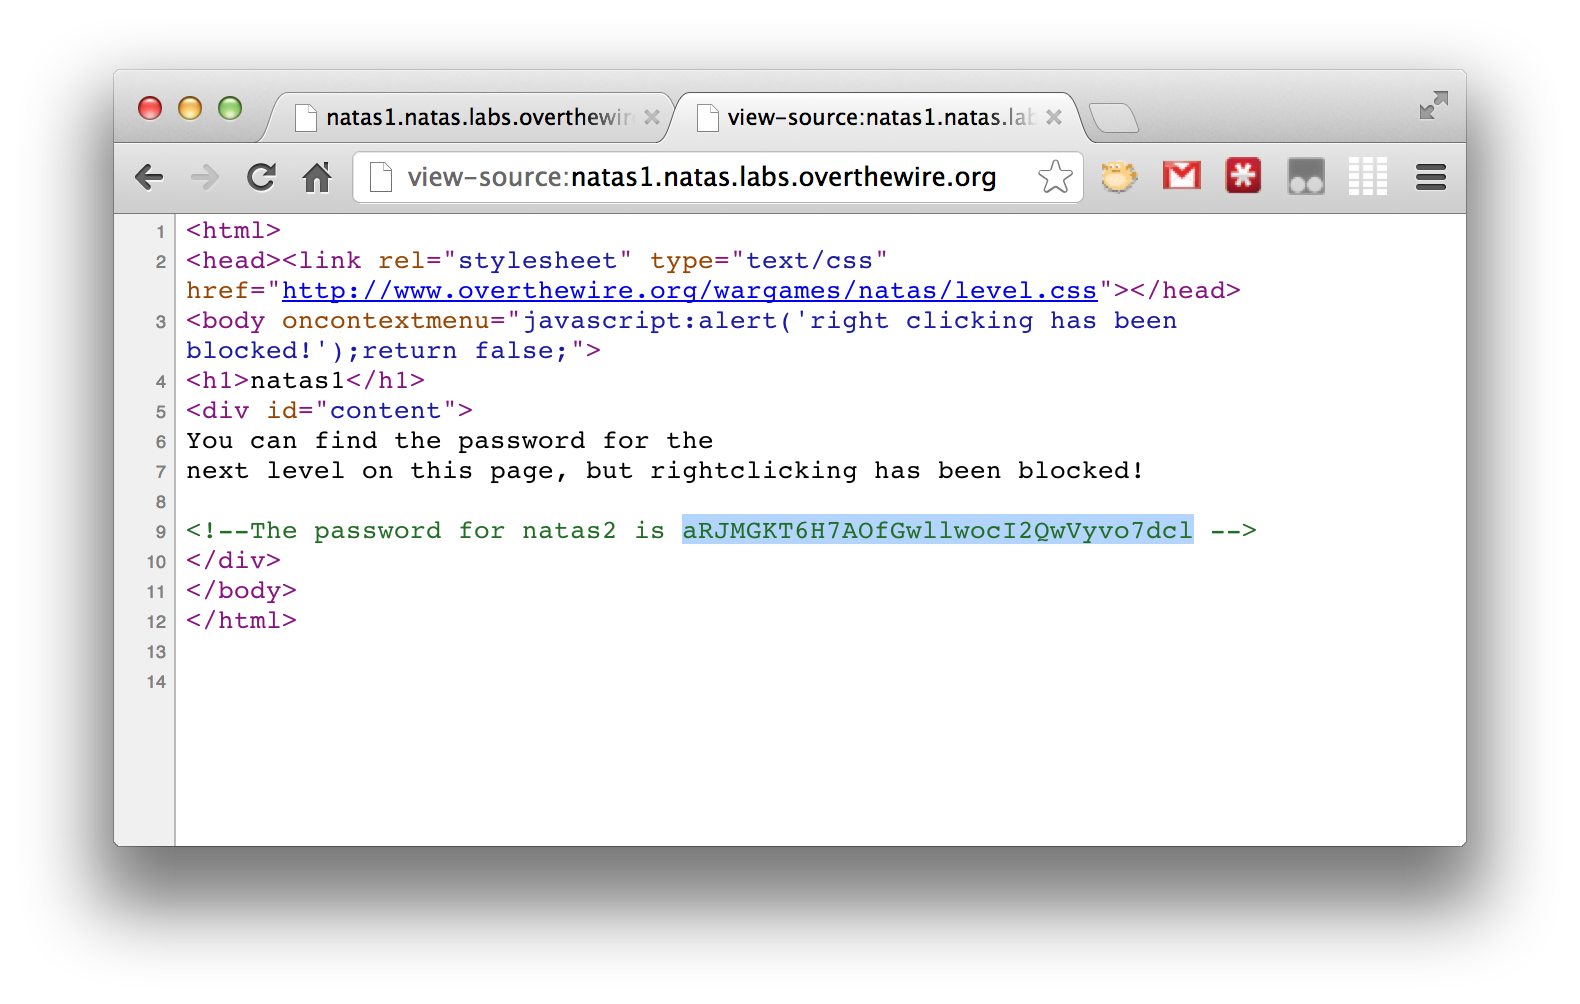 natas1.natas.labs.overthewir
view-source:natas1.natas.lab
view-source:natas1.natas.labs.overthewire.org
1 <html>
2 <head><link rel="stylesheet" type="text/css"
href="http://www.overthewire.org/wargames/natas/level.css"></head>
3 <body oncontextmenu="javascript:alert('right clicking has been
blocked!');return false;">
4 <h1>natas1</h1>
5 <div id="content">
6 You can find the password for the
7 next level on this page, but rightclicking has been blocked!
8
9 <!--The password for natas2 is aRJMGKT6H7AOfGwllwocI2QwVyvo7dcl -->
10 </div>
11 </body>
12 </html>
13
14